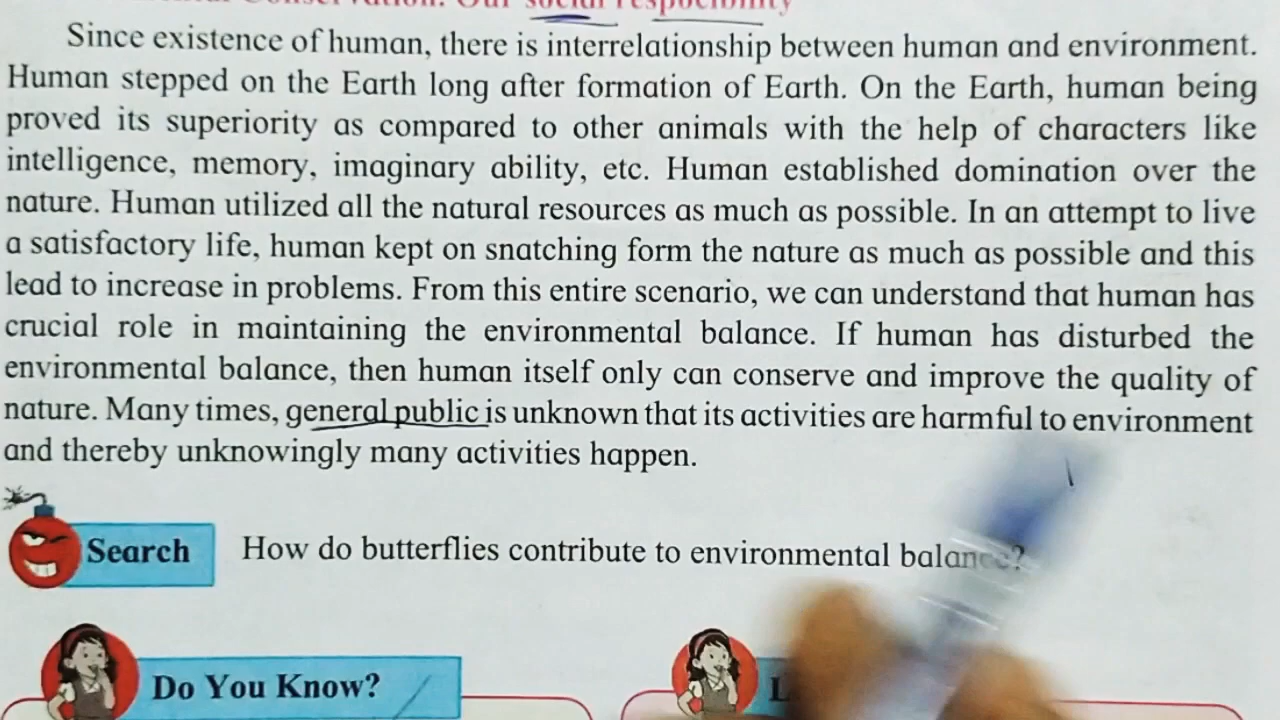 Conservation: Our social respocibility
Since existence of human, there is interrelationship between human and environment.
Human stepped on the Earth long after formation of Earth. On the Earth, human being
proved its superiority as compared to other animals with the help of characters like
intelligence, memory, imaginary ability, etc. Human established domination over the
nature. Human utilized all the natural resources as much as possible. In an attempt to live
a satisfactory life, human kept on snatching form the nature as much as possible and this
lead to increase in problems. From this entire scenario, we can understand that human has
crucial role in maintaining the environmental balance. If human has disturbed the
environmental balance, then human itself only can conserve and improve the quality of
nature. Many times, general public is unknown that its activities are harmful to environment
and thereby unknowingly many activities happen.
Search How do butterflies contribute to environmental balance?
Do You Know?